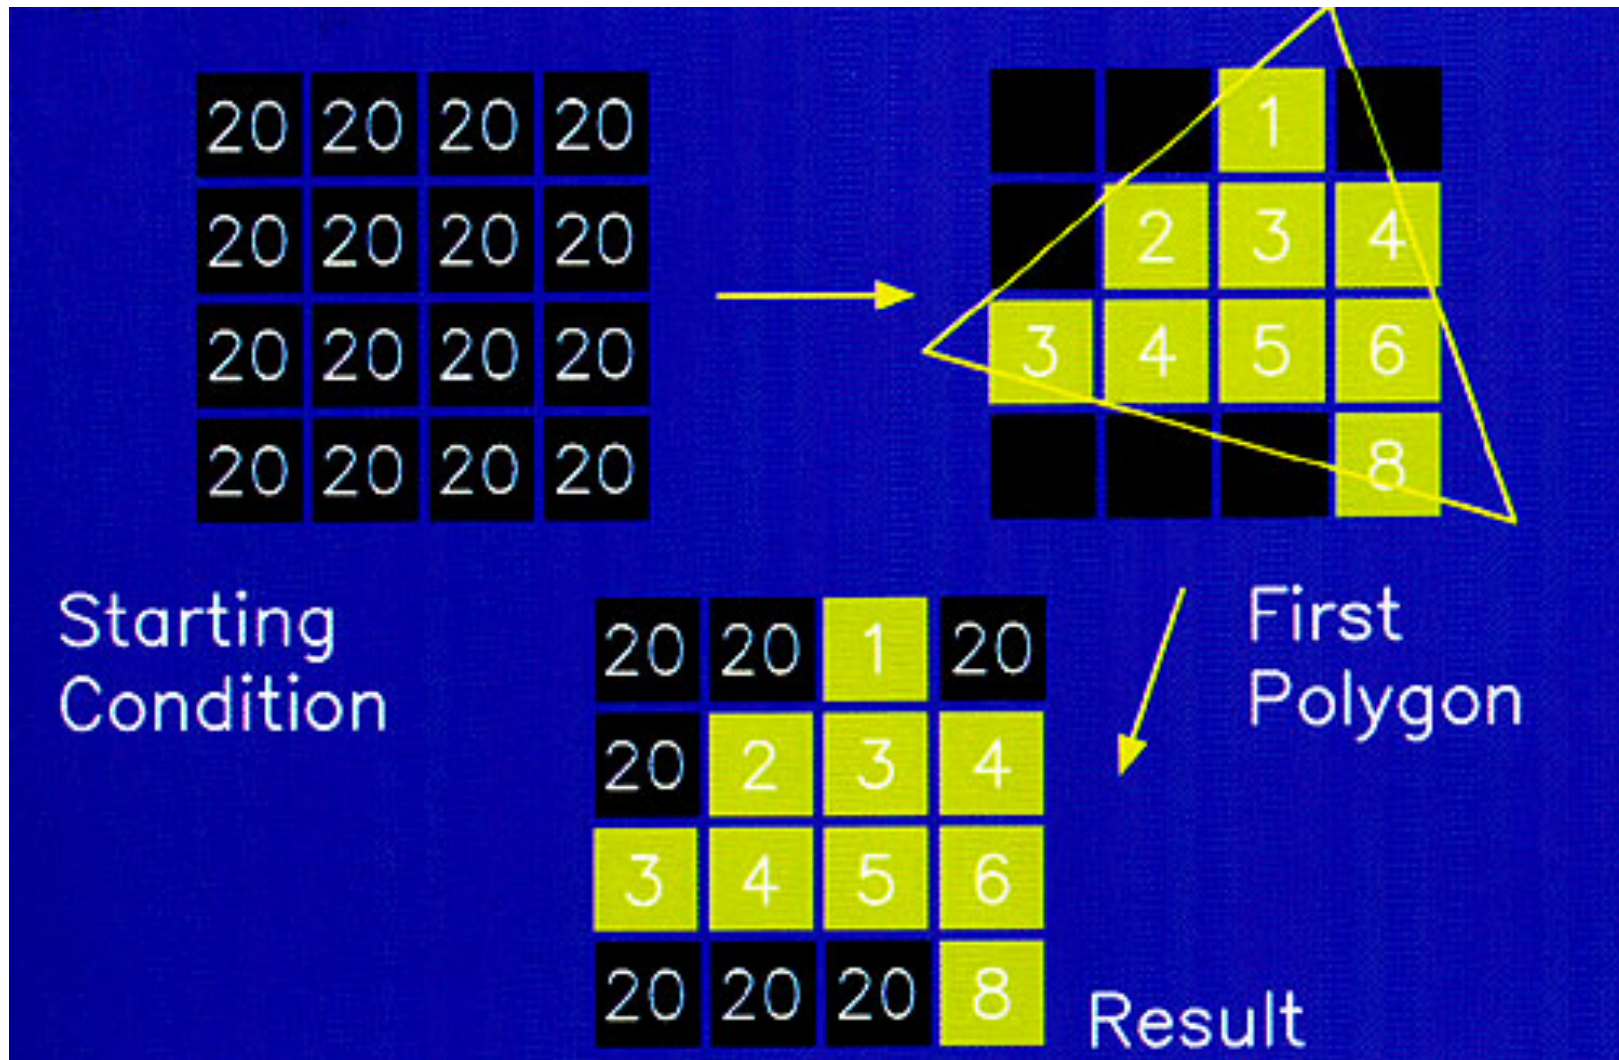 20 20 20 20
20 20 20 20
20 20 20 20
20 20 20 20
Starting
Condition
1
2 3 4
3 4 5 6
8
First
Polygon
20 20 1 20
20 2 3 4
3 4 5 6
20 20 20 8
Result